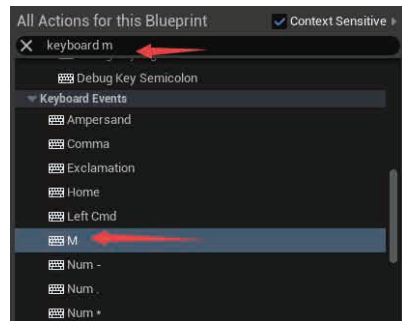 All Actions for this Blueprint Context Sensitive
keyboard m
Debug Key Semicolon
Keyboard Events
Ampersand
Comma
Exclamation
Home
Left Cmd
M
Num -
Num .
Num *